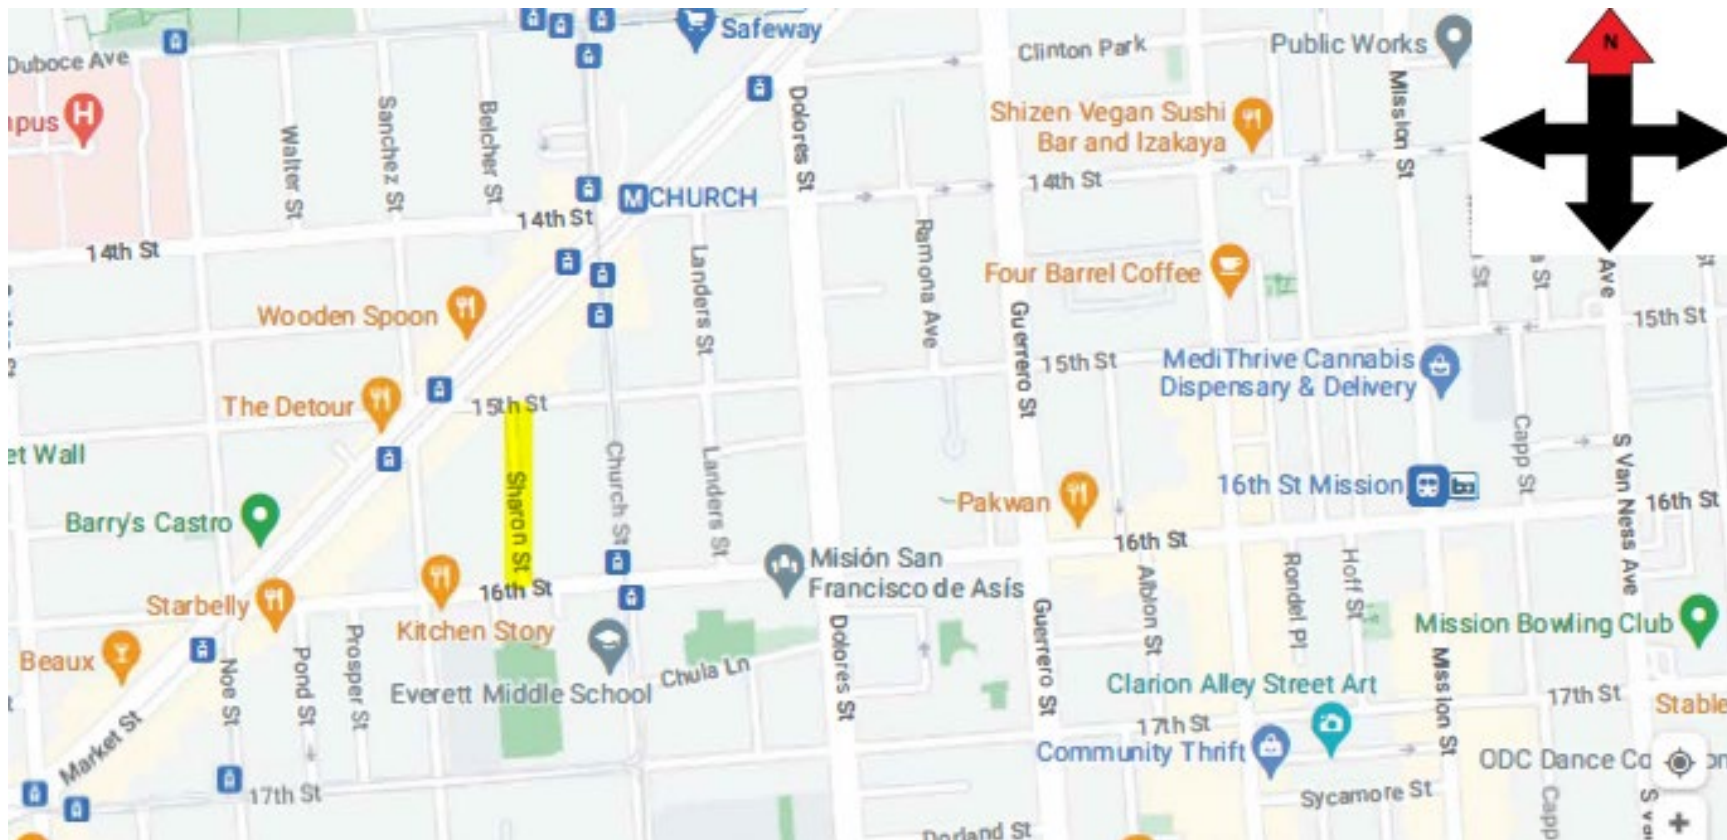 Safeway
Clinton Park
Public Works
N
Duboce Ave
Mission St
Dolores St
Shizen Vegan Sushi
Bar and Izakaya
Walter St
Sanchez St
Belcher St
H
M CHURCH
14th St
14th St
14th St
Landers St
Ramona Ave
Four Barrel Coffee
Ave
Wooden Spoon
Guerrero St
15th St
15th St
MediThrive Cannabis
Dispensary & Delivery
The Detour
15th St
Sharon St
Church St
Landers St
Capp St
S Van Ness Ave
Barry's Castro
Pakwan
16th St Mission
16th St
16th St
Misión San
Francisco de Asís
Albion St
Rondel Pl
Hoff St
Starbelly
16th St
Kitchen Story
Mission Bowling Club
Beaux
Noe St
Pond St
Prosper St
Everett Middle School
Chula Ln
Dolores St
Guerrero St
Clarion Alley Street Art
Mission St
17th St
17th St
Stable
Market St
Community Thrift
ODC Dance Co
17th St
Sycamore St
Capp
Dorland St